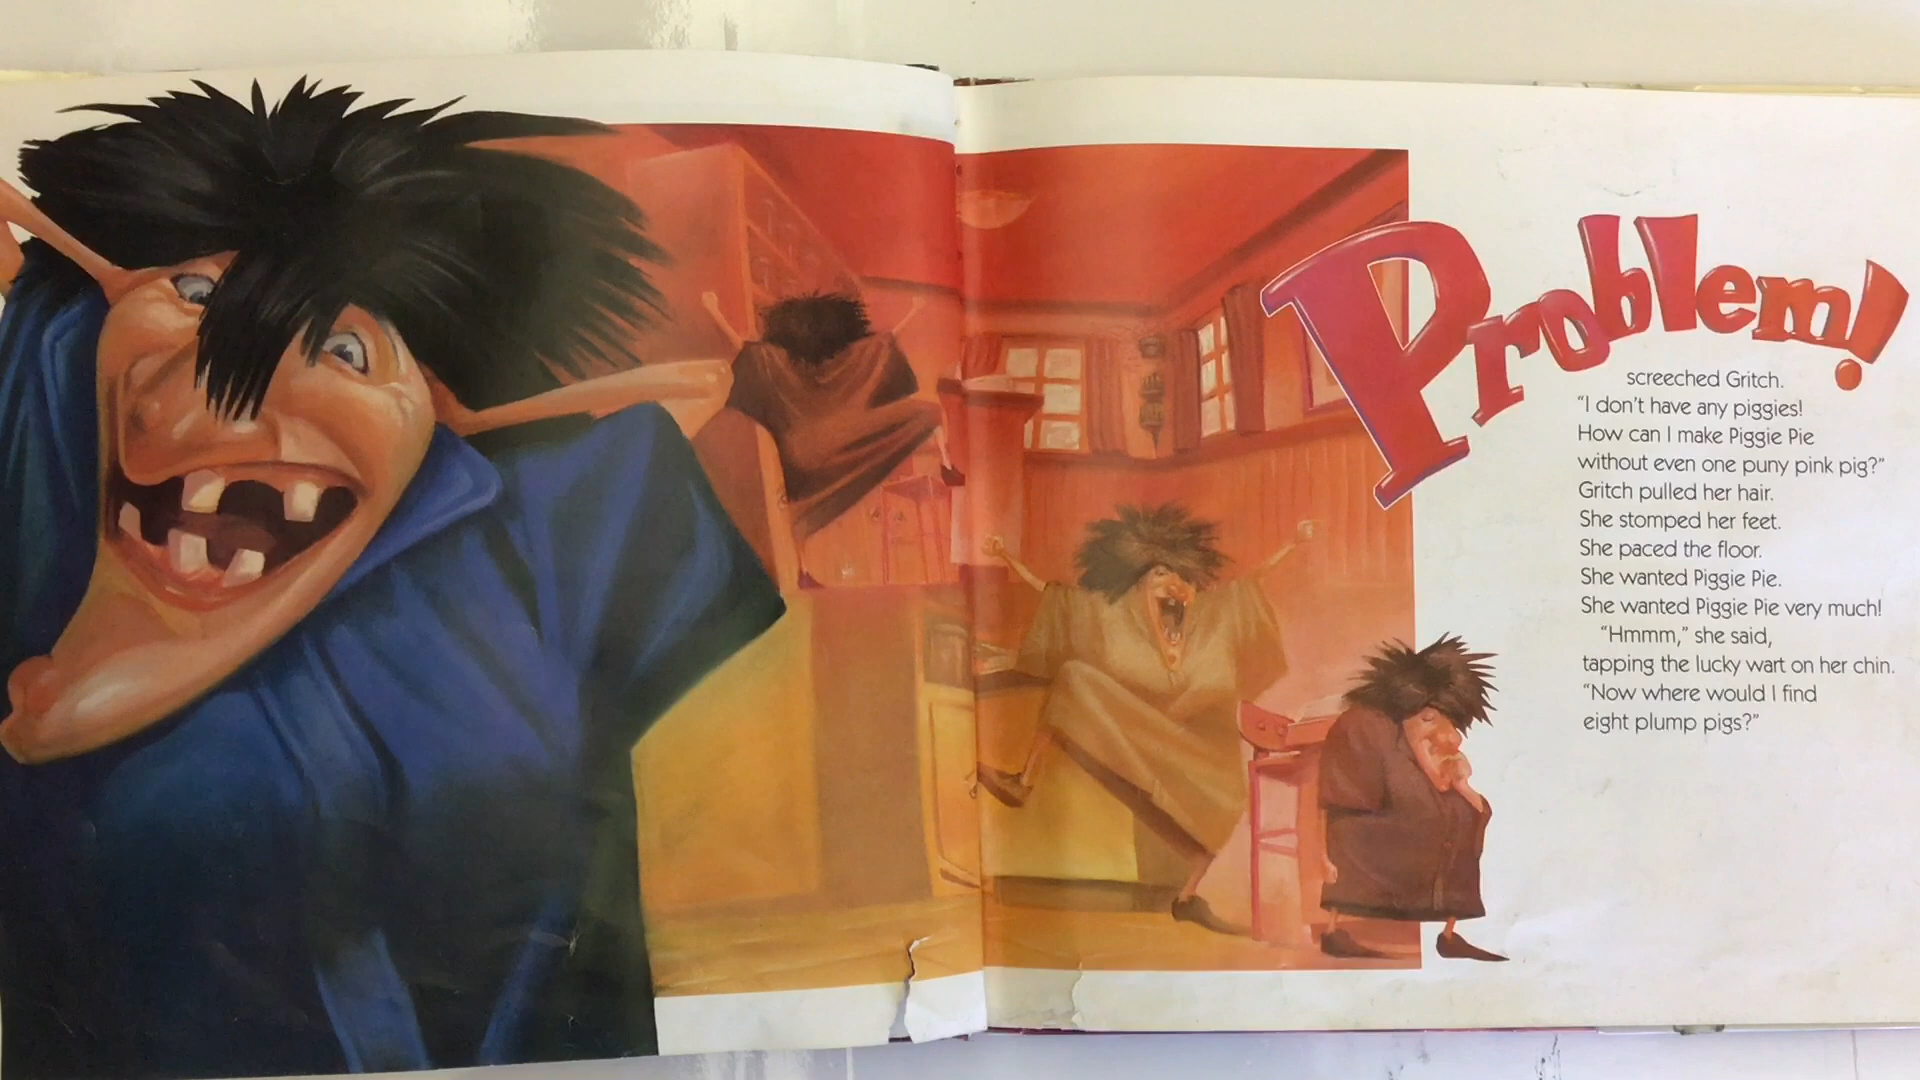 Problem!
screeched Gritch.
“I don’t have any piggies!
How can I make Piggie Pie
without even one puny pink pig?”
Gritch pulled her hair.
She stomped her feet.
She paced the floor.
She wanted Piggie Pie.
She wanted Piggie Pie very much!
“Hmmm,” she said,
tapping the lucky wart on her chin.
“Now where would I find
eight plump pigs?”